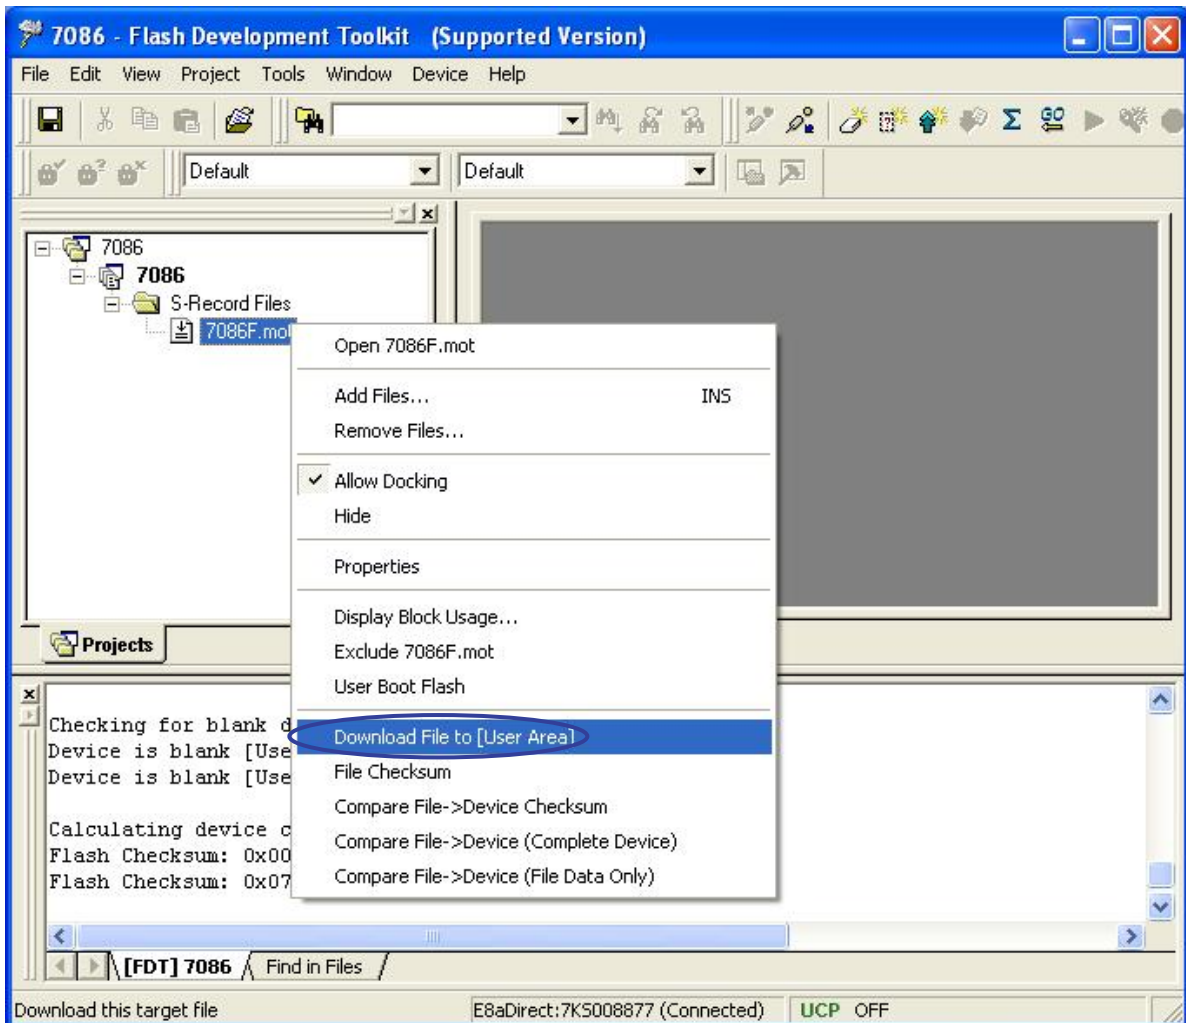 7086 - Flash Development Toolkit (Supported Version)
File Edit View Project Tools Window Device Help
GO
Default Default
7086
7086
S-Record Files
7086F.mot
Open 7086F.mot
Add Files... INS
Remove Files...
Allow Docking
Hide
Properties
Display Block Usage...
Exclude 7086F.mot
User Boot Flash
Download File to [User Area]
File Checksum
Compare File->Device Checksum
Compare File->Device (Complete Device)
Compare File->Device (File Data Only)
Projects
Checking for blank d
Device is blank [Use
Device is blank [Use
Calculating device c
Flash Checksum: 0x00
Flash Checksum: 0x07
[FDT] 7086 Find in Files
Download this target file E8aDirect:7KS008877 (Connected) UCP OFF